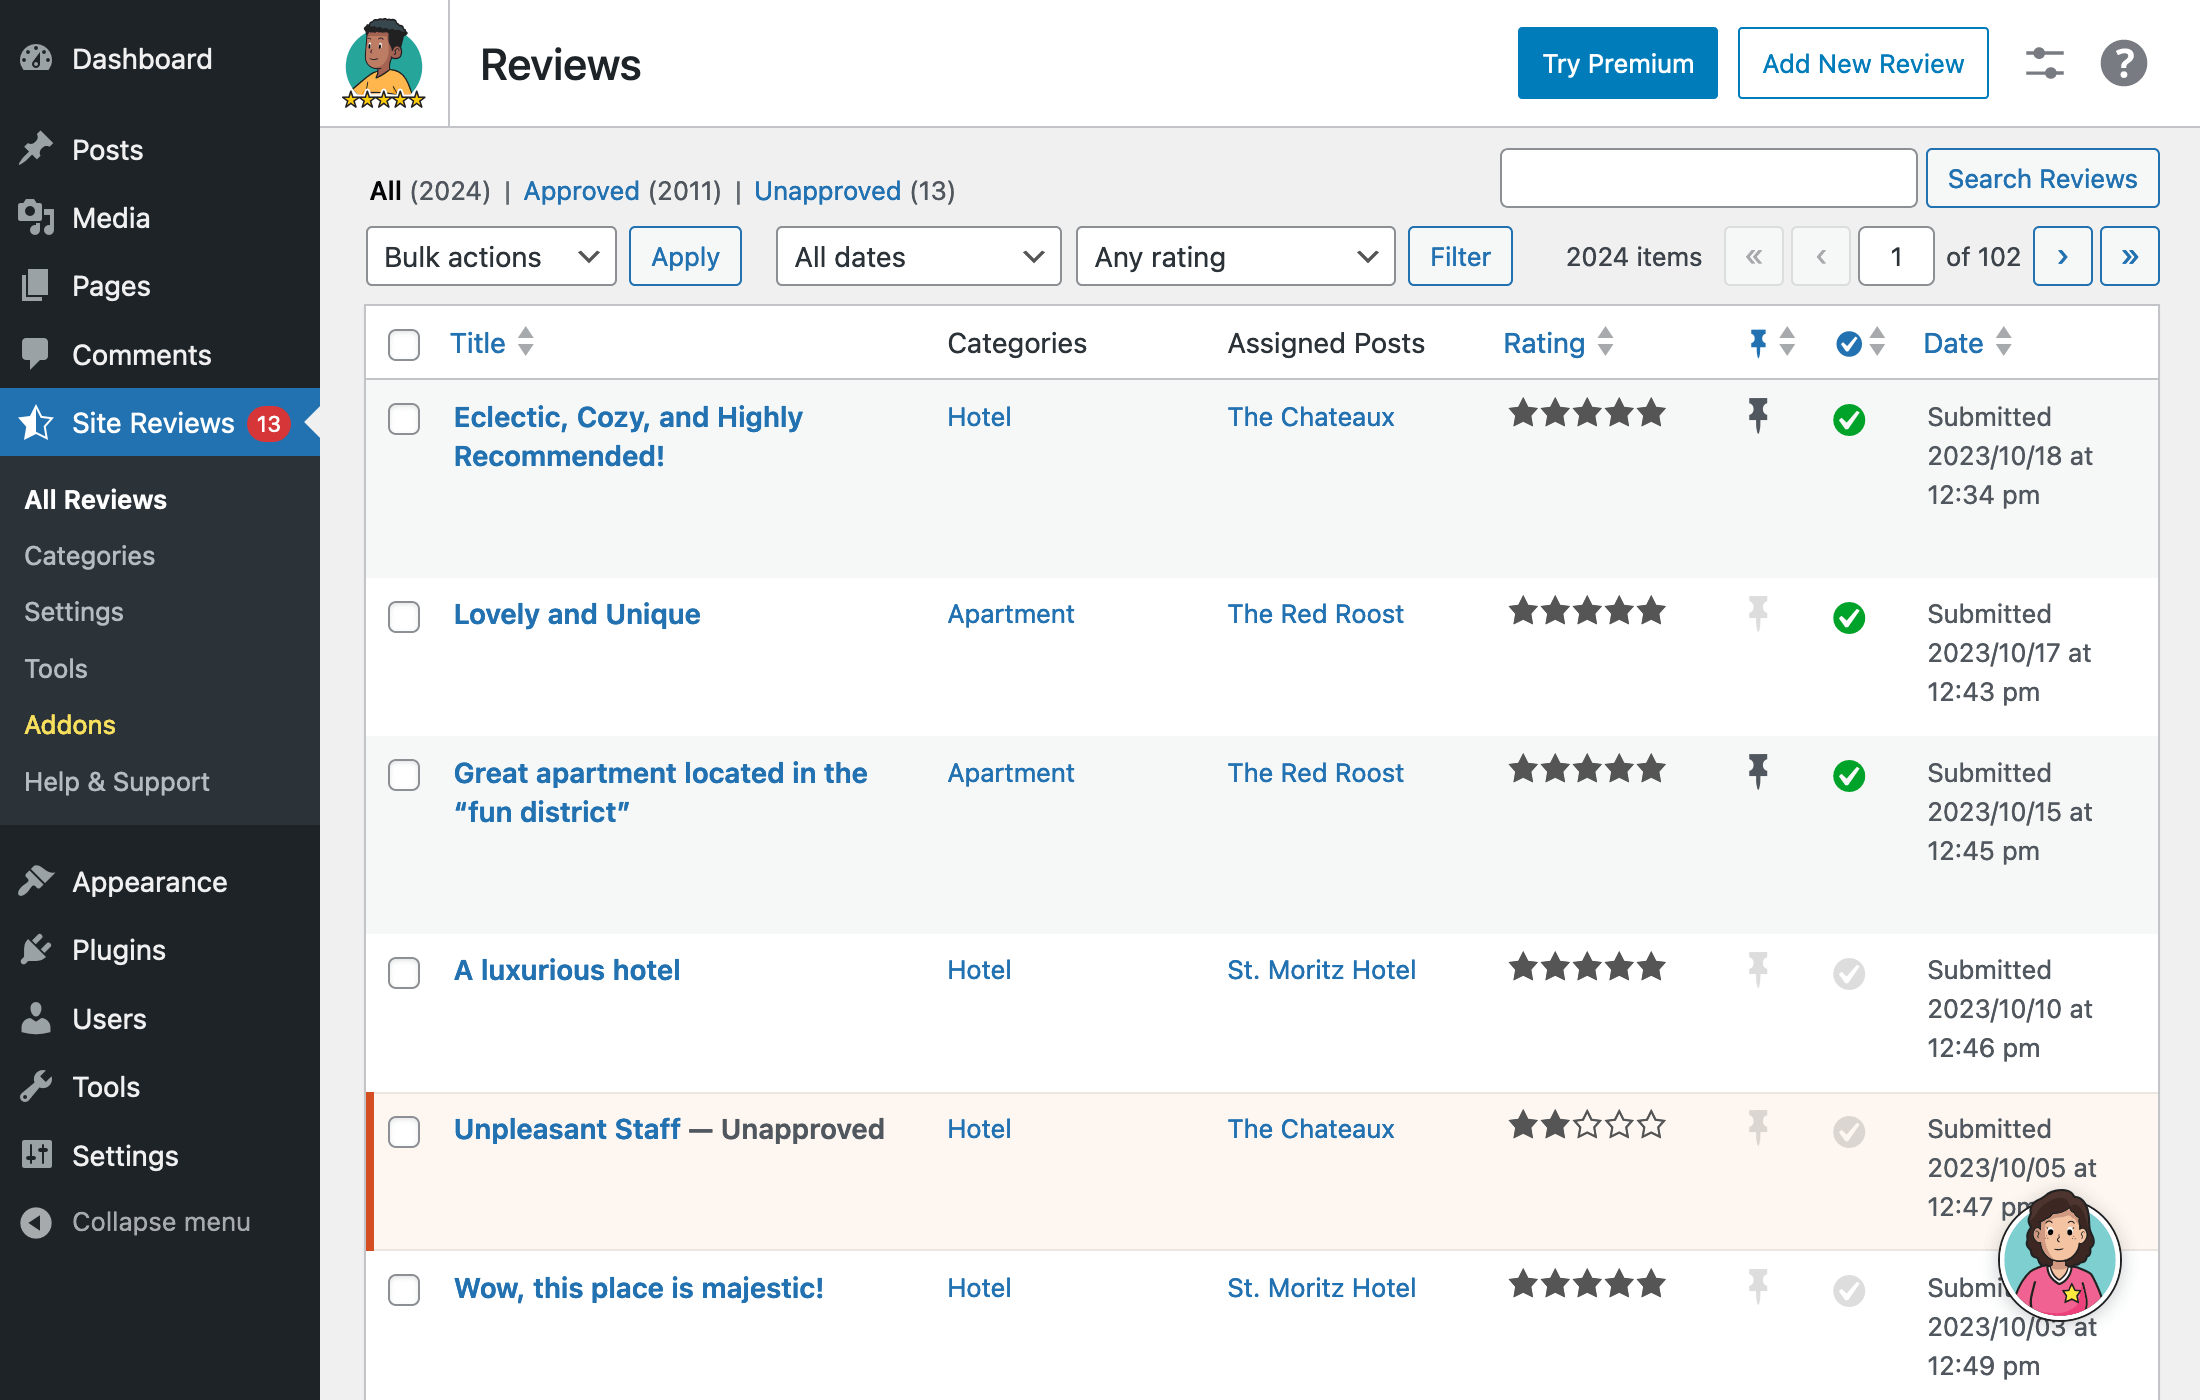 Dashboard
Posts
Media
Pages
Comments
Site Reviews 13
All Reviews
Categories
Settings
Tools
Addons
Help & Support
Appearance
Plugins
Users
Tools
Settings
Collapse menu
Reviews
Try Premium
Add New Review
?
All (2024) | Approved (2011) | Unapproved (13)
Search Reviews
Bulk actions
Apply
All dates
Any rating
Filter
2024 items « ‹ 1 of 102 › »
Title Categories Assigned Posts Rating Date
Eclectic, Cozy, and Highly
Recommended!
Hotel
The Chateaux
Submitted
2023/10/18 at
12:34 pm
Lovely and Unique
Apartment
The Red Roost
Submitted
2023/10/17 at
12:43 pm
Great apartment located in the
“fun district”
Apartment
The Red Roost
Submitted
2023/10/15 at
12:45 pm
A luxurious hotel
Hotel
St. Moritz Hotel
Submitted
2023/10/10 at
12:46 pm
Unpleasant Staff — Unapproved
Hotel
The Chateaux
Submitted
2023/10/05 at
12:47 pm
Wow, this place is majestic!
Hotel
St. Moritz Hotel
Submi
2023/10/03 at
12:49 pm